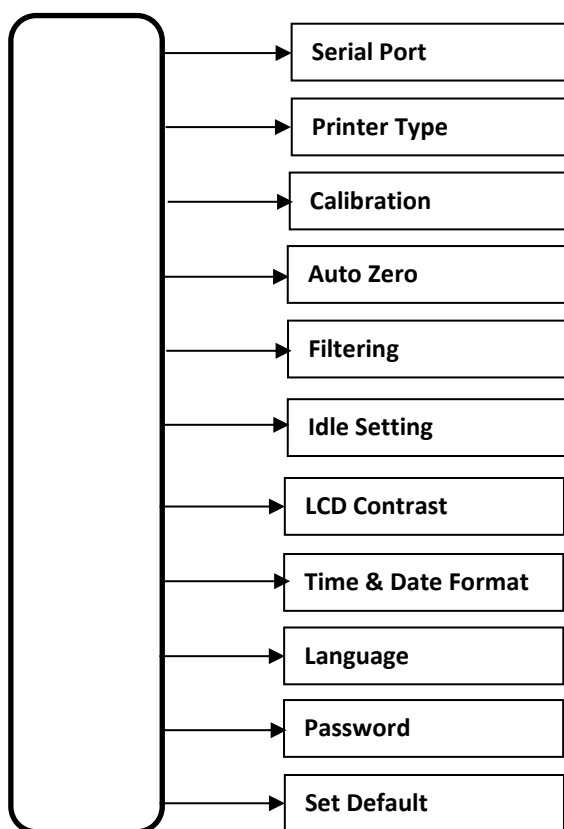 Serial Port
Printer Type
Calibration
Auto Zero
Filtering
Idle Setting
LCD Contrast
Time & Date Format
Language
Password
Set Default